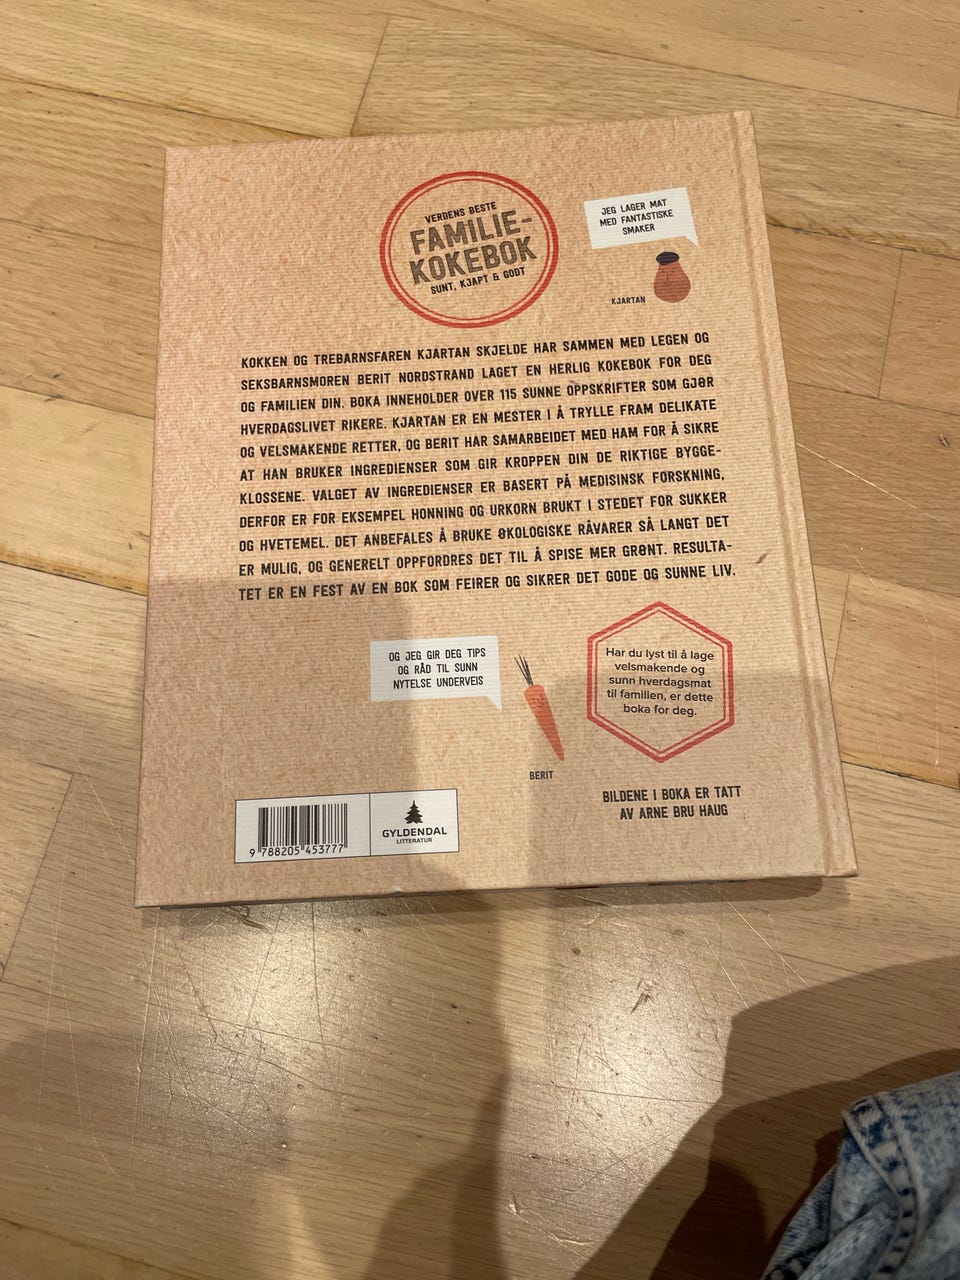 VERDENS BESTE
FAMILIE-
KOKEBOK
SUNT, KJAPT & GODT
JEG LAGER MAT
MED FANTASTISKE
SMAKER
KJARTAN
KOKKEN OG TREBARNSFAREN KJARTAN SKJELDE HAR SAMMEN MED LEGEN OG
SEKSBARNSMOREN BERIT NORDSTRAND LAGET EN HERLIG KOKEBOK FOR DEG
OG FAMILIEN DIN. BOKA INNEHOLDER OVER 115 SUNNE OPPSKRIFTER SOM GJØR
HVERDAGSLIVET RIKERE. KJARTAN ER EN MESTER I Å TRYLLE FRAM DELIKATE
OG VELSMAKENDE RETTER, OG BERIT HAR SAMARBEIDET MED HAM FOR Å SIKRE
AT HAN BRUKER INGREDIENSER SOM GIR KROPPEN DIN DE RIKTIGE BYGGE-
KLOSSENE. VALGET AV INGREDIENSER ER BASERT PÅ MEDISINSK FORSKNING,
DERFOR ER FOR EKSEMPEL HONNING OG URKORN BRUKT I STEDET FOR SUKKER
OG HVETEMEL. DET ANBEFALES Å BRUKE ØKOLOGISKE RÅVARER SÅ LANGT DET
ER MULIG, OG GENERELT OPPFORDRES DET TIL Å SPISE MER GRØNT. RESULTA-
TET ER EN FEST AV EN BOK SOM FEIRER OG SIKRER DET GODE OG SUNNE LIV.
OG JEG GIR DEG TIPS
OG RÅD TIL SUNN
NYTELSE UNDERVEIS
BERIT
Har du lyst til å lage
velsmakende og
sunn hverdagsmat
til familien, er dette
boka for deg.
BILDENE I BOKA ER TATT
AV ARNE BRU HAUG
9 788205 453777
GYLDENDAL
LITTERATUR